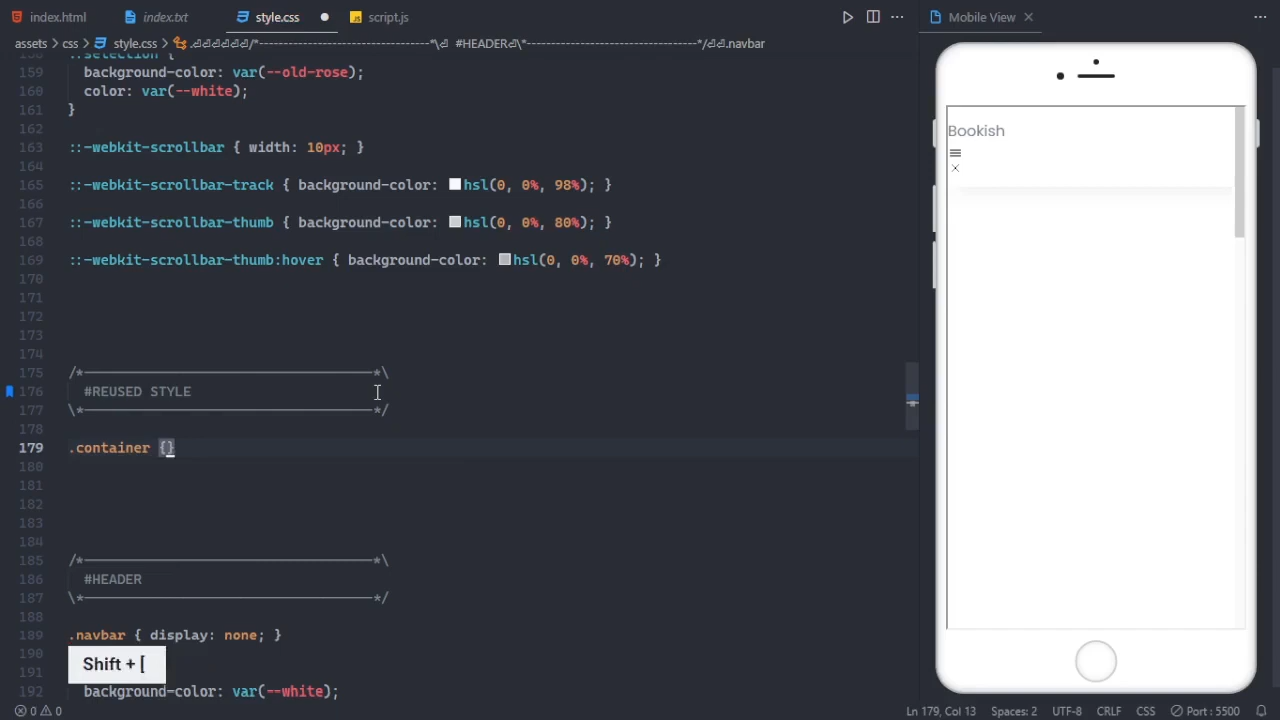 index.html index.txt style.css script.js Mobile View
assets > css > style.css > .⏎⏎⏎⏎⏎⏎/*-----------------------------------*\⏎ #HEADER⏎\*-----------------------------------*/⏎⏎.navbar
::selection {
159 background-color: var(--old-rose);
160 color: var(--white);
161 }
162
163 ::-webkit-scrollbar { width: 10px; }
164
165 ::-webkit-scrollbar-track { background-color: hsl(0, 0%, 98%); }
166
167 ::-webkit-scrollbar-thumb { background-color: hsl(0, 0%, 80%); }
168
169 ::-webkit-scrollbar-thumb:hover { background-color: hsl(0, 0%, 70%); }
170
171
172
173
174
175 /*-----------------------------------*\
176 #REUSED STYLE
177 \*-----------------------------------*/
178
179 .container {}
180
181
182
183
184
185 /*-----------------------------------*\
186 #HEADER
187 \*-----------------------------------*/
188
189 .navbar { display: none; }
190
191
192 background-color: var(--white);
Shift + [
Bookish
0 0 Ln 179, Col 13 Spaces: 2 UTF-8 CRLF CSS Port : 5500